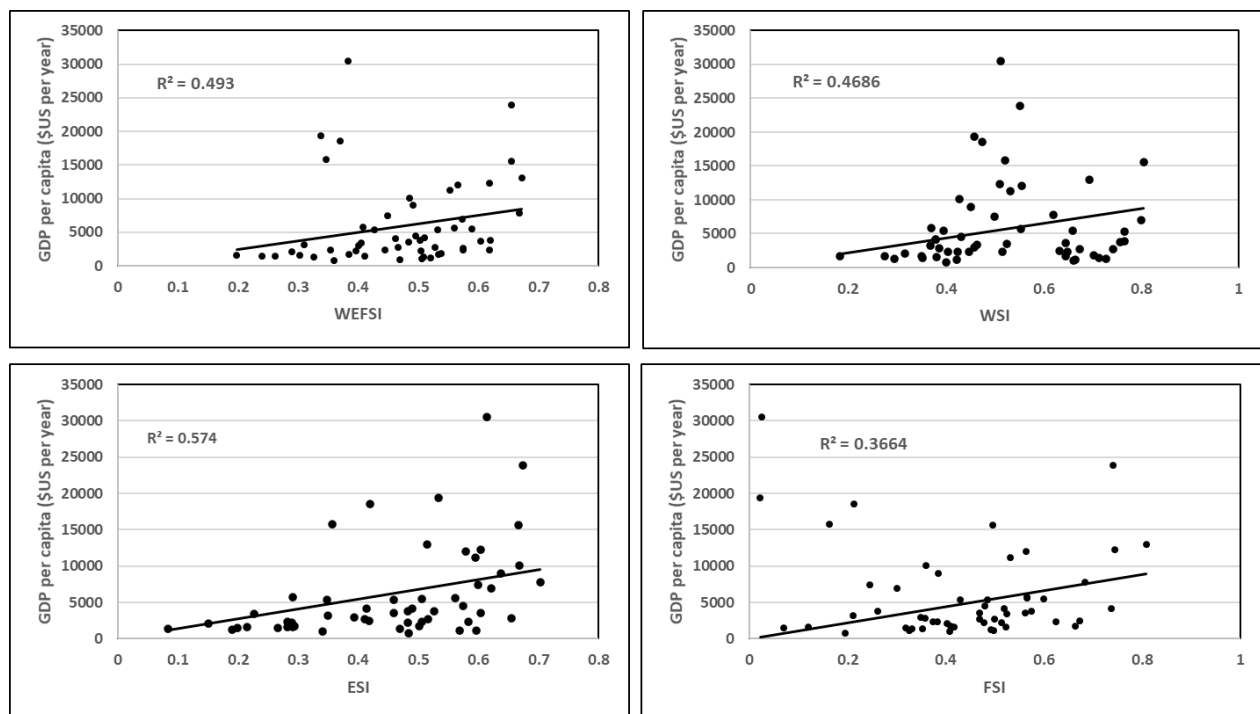 GDP per capita ($US per year)
35000
30000
25000
20000
15000
10000
5000
0
R² = 0.493
0 0.1 0.2 0.3 0.4 0.5 0.6 0.7 0.8
WEFSI
GDP per capita ($US per year)
35000
30000
25000
20000
15000
10000
5000
0
R² = 0.4686
0 0.2 0.4 0.6 0.8 1
WSI
GDP per capita ($US per year)
35000
30000
25000
20000
15000
10000
5000
0
R² = 0.574
0 0.1 0.2 0.3 0.4 0.5 0.6 0.7 0.8
ESI
GDP per capita ($US per year)
35000
30000
25000
20000
15000
10000
5000
0
R² = 0.3664
0 0.2 0.4 0.6 0.8 1
FSI